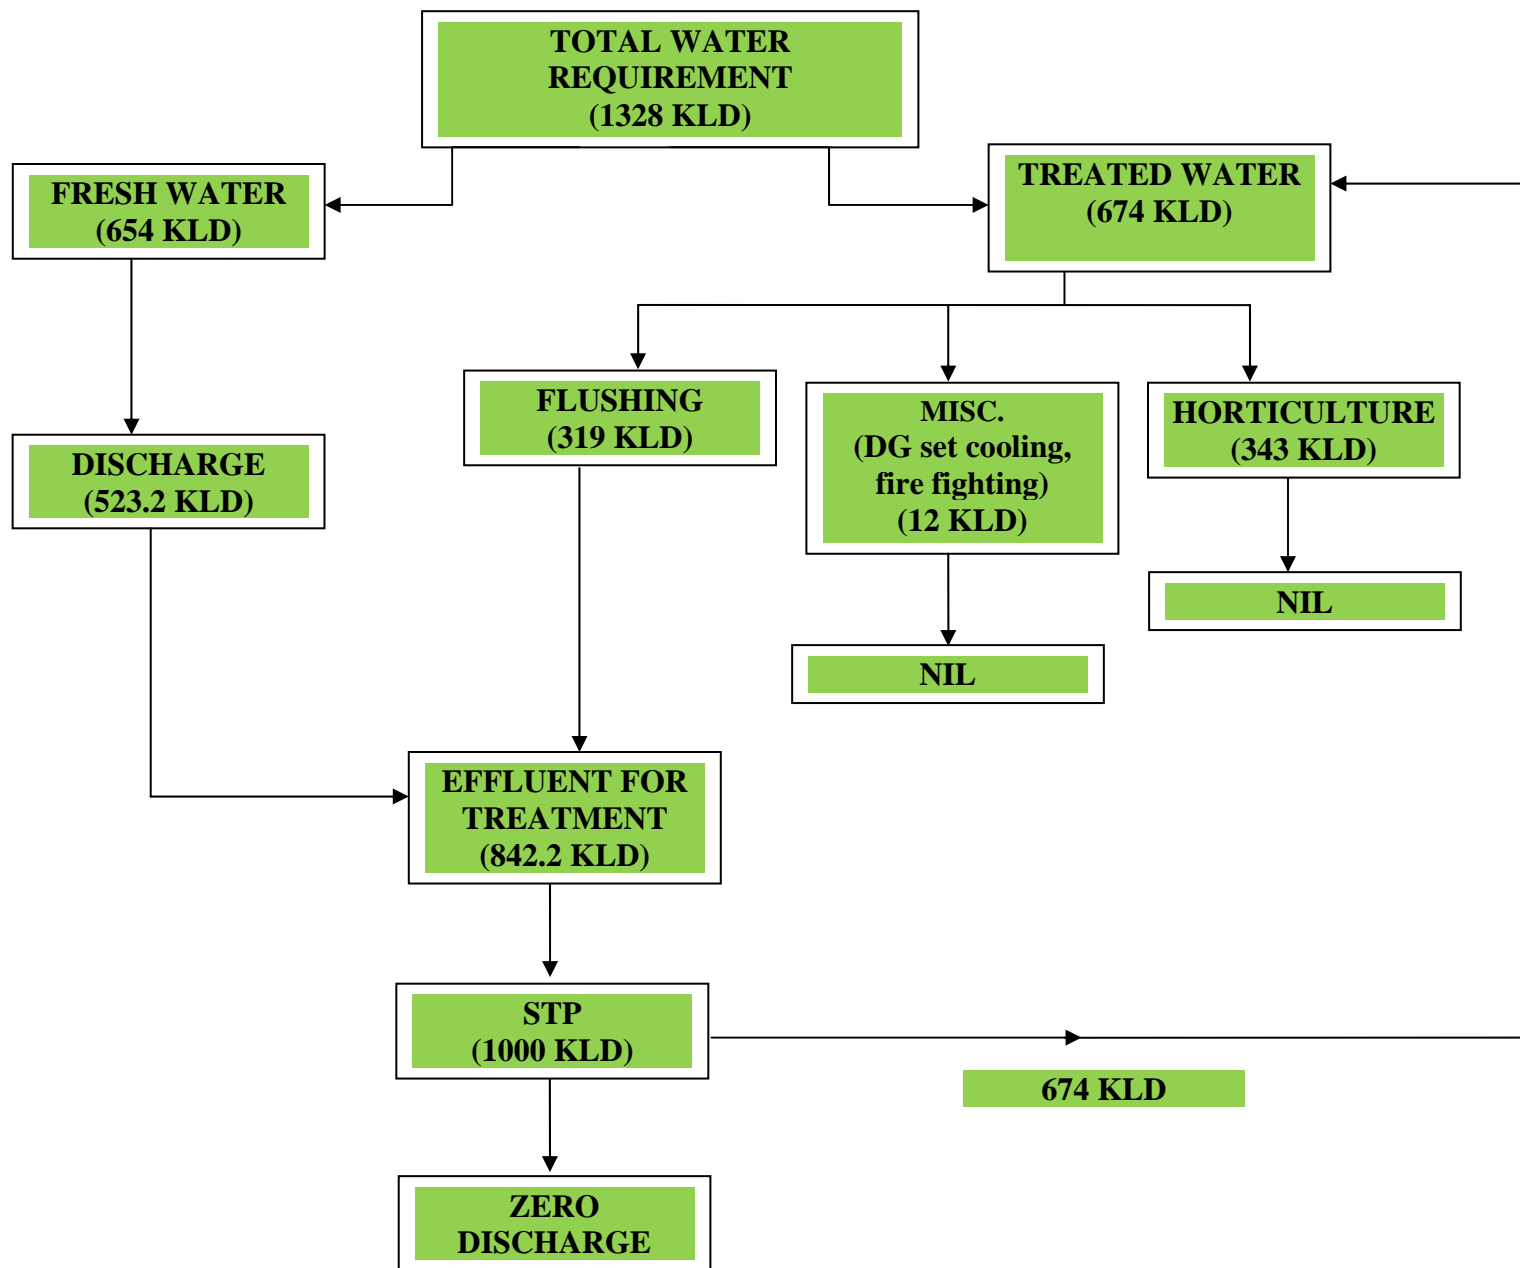 TOTAL WATER
REQUIREMENT
(1328 KLD)
FRESH WATER
(654 KLD)
TREATED WATER
(674 KLD)
DISCHARGE
(523.2 KLD)
FLUSHING
(319 KLD)
MISC.
(DG set cooling,
fire fighting)
(12 KLD)
HORTICULTURE
(343 KLD)
NIL
NIL
EFFLUENT FOR
TREATMENT
(842.2 KLD)
STP
(1000 KLD)
674 KLD
ZERO
DISCHARGE